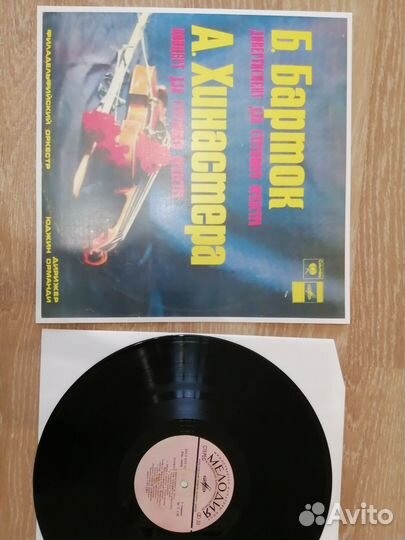 Б. Барток
ДИВЕРТИСМЕНТ ДЛЯ СТРУННОГО ОРКЕСТРА
А. Хинастера
КОНЦЕРТ ДЛЯ СТРУННОГО ОРКЕСТРА
ФИЛАДЕЛЬФИЙСКИЙ ОРКЕСТР
ДИРИЖЕР
ЮДЖИН ОРМАНДИ
МЕЛОДИЯ
Avito